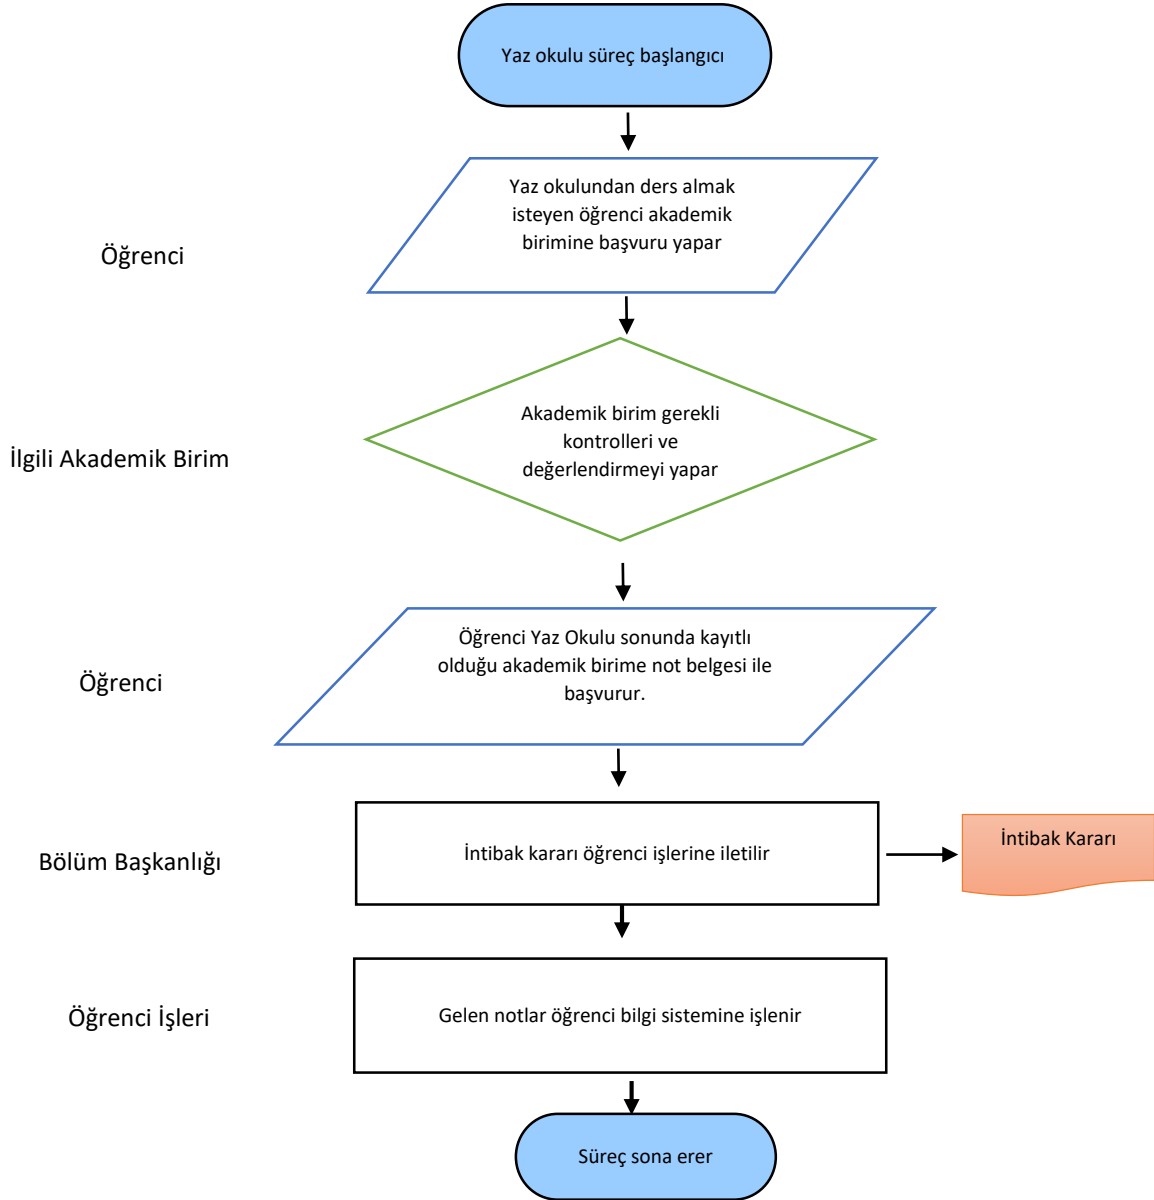 Yaz okulu süreç başlangıcı
Yaz okulundan ders almak
isteyen öğrenci akademik
birimine başvuru yapar
Öğrenci
Akademik birim gerekli
kontrolleri ve
değerlendirmeyi yapar
İlgili Akademik Birim
Öğrenci Yaz Okulu sonunda kayıtlı
olduğu akademik birime not belgesi ile
başvurur.
Öğrenci
Bölüm Başkanlığı
İntibak kararı öğrenci işlerine iletilir
İntibak Kararı
Öğrenci İşleri
Gelen notlar öğrenci bilgi sistemine işlenir
Süreç sona erer